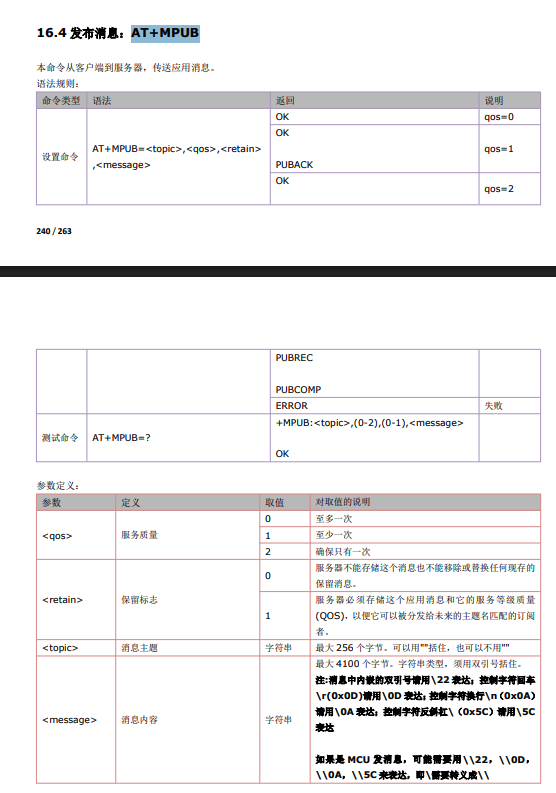 16.4 发布消息：AT+MPUB
本命令从客户端到服务器，传送应用消息。
语法规则：
命令类型 语法 返回 说明
设置命令
AT+MPUB=<topic>,<qos>,<retain>
,<message>
OK
qos=0
OK
PUBACK
qos=1
OK
qos=2
240 / 263
PUBREC
PUBCOMP
ERROR
失败
测试命令
AT+MPUB=?
+MPUB:<topic>,(0-2),(0-1),<message>
OK
参数定义：
参数 定义 取值 对取值的说明
<qos>
服务质量
0 至多一次
1 至少一次
2 确保只有一次
<retain>
保留标志
0
服务器不能存储这个消息也不能移除或替换任何现存的
保留消息。
1
服务器必须存储这个应用消息和它的服务等级质量
(QOS)，以便它可以被分发给未来的主题名匹配的订阅
者。
<topic> 消息主题 字符串 最大 256 个字节。可以用""括住，也可以不用""
<message>
消息内容
字符串
最大 4100 个字节。字符串类型，须用双引号括住。
注:消息中内嵌的双引号请用\22 表达；控制字符回车
\r(0x0D)请用\0D 表达；控制字符换行\n（0x0A）
请用\0A 表达；控制字符反斜杠\（0x5C）请用\5C
表达
如果是 MCU 发消息，可能需要用\\22，\\0D，
\\0A，\\5C 来表达，即\需要转义成\\